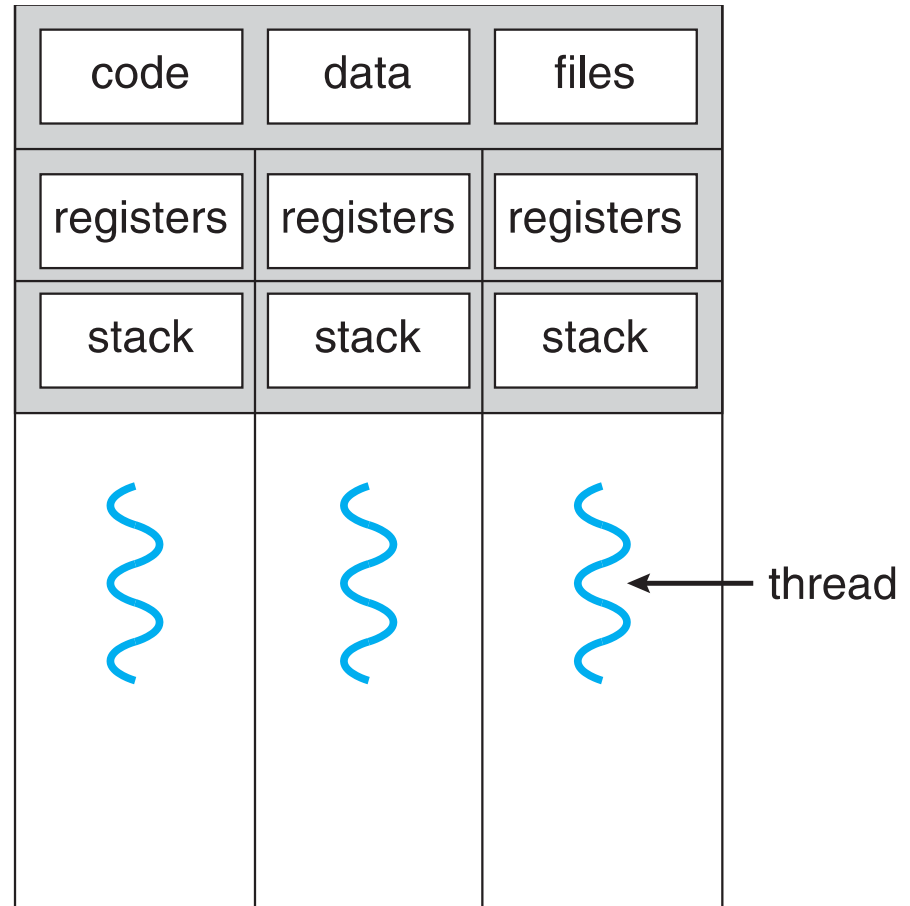 code data files
registers registers registers
stack stack stack
thread